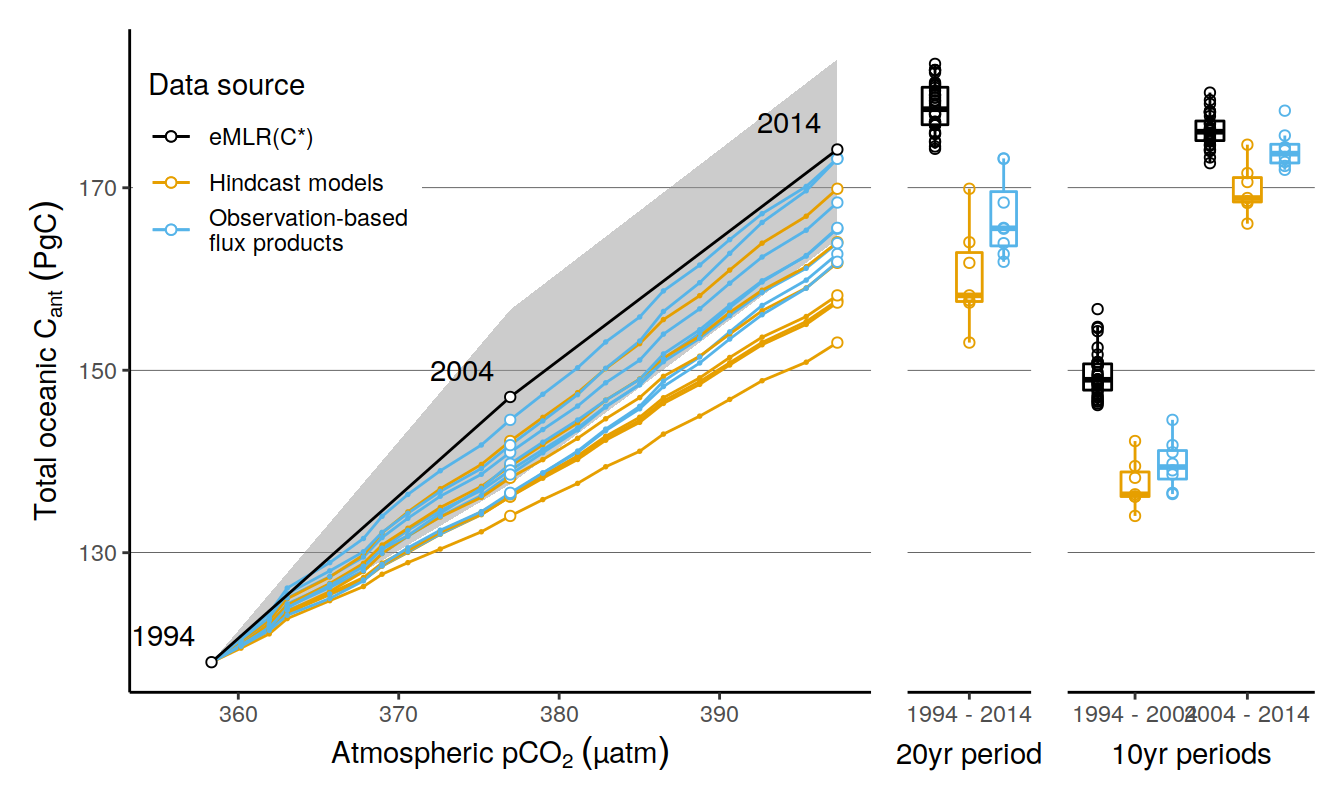 Data source
eMLR(C*)
Hindcast models
Observation-based
flux products
2014
2004
1994
170
150
130
Total oceanic Cant (PgC)
360
370
380
390
Atmospheric pCO2 (µatm)
1994 - 2014
20yr period
1994 - 2004
2004 - 2014
10yr periods